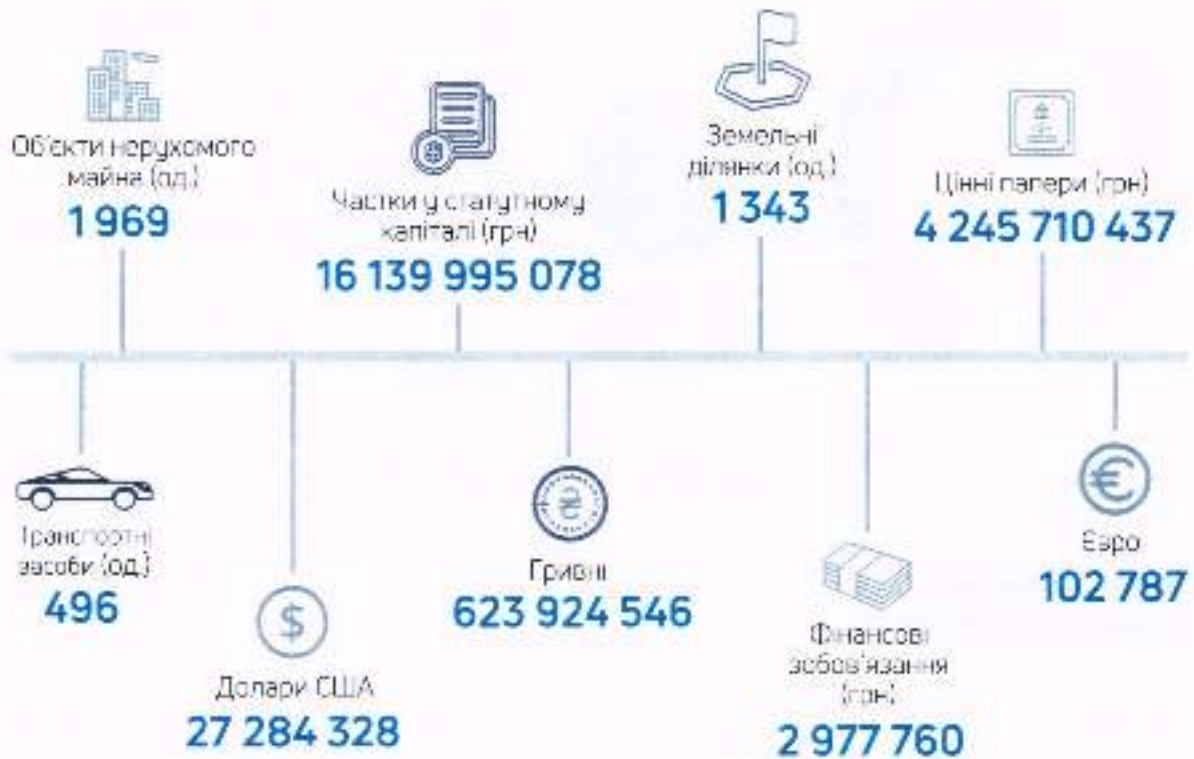 Об'єкти нерухомого
майна (од.)
1 969
Частки у статутному
капіталі (грн)
16 139 995 078
Земельні
ділянки (од.)
1 343
Цінні папери (грн)
4 245 710 437
Транспортні
засоби (од.)
496
Долари США
27 284 328
Гривні
623 924 546
Фінансові
зобов'язання
(грн)
2 977 760
Євро
102 787